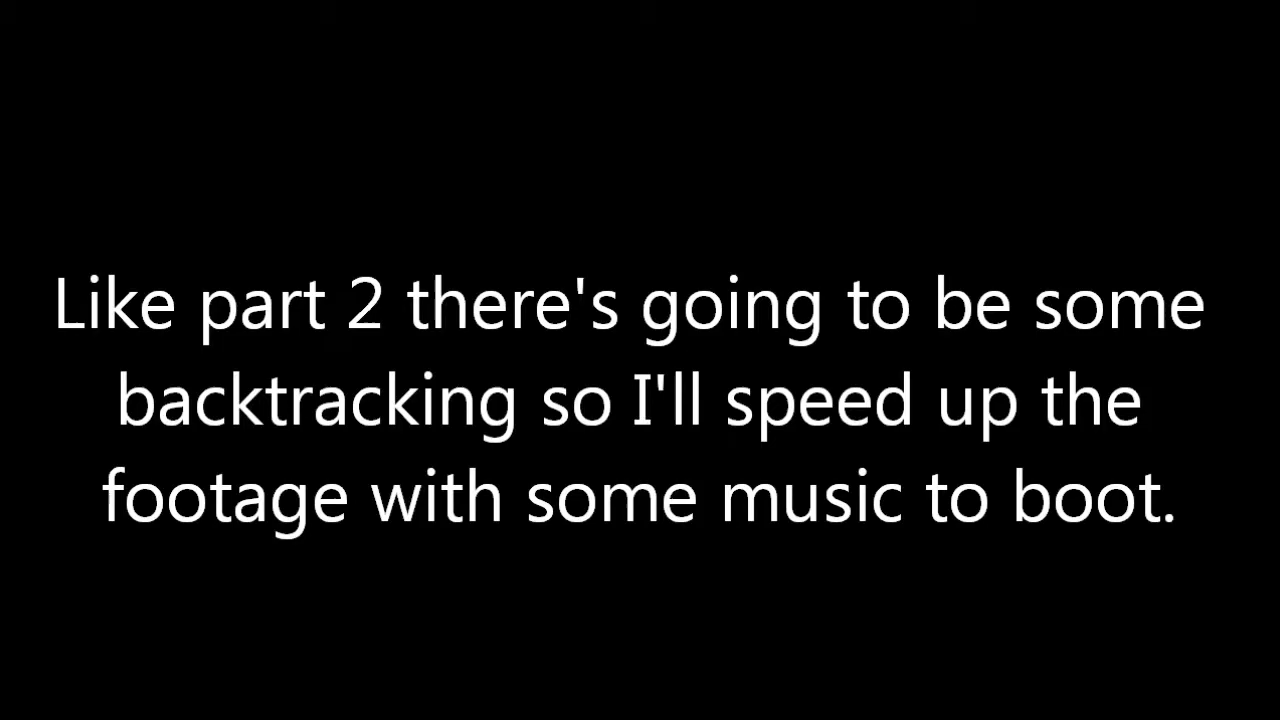 Like part 2 there's going to be some
backtracking so I'll speed up the
footage with some music to boot.